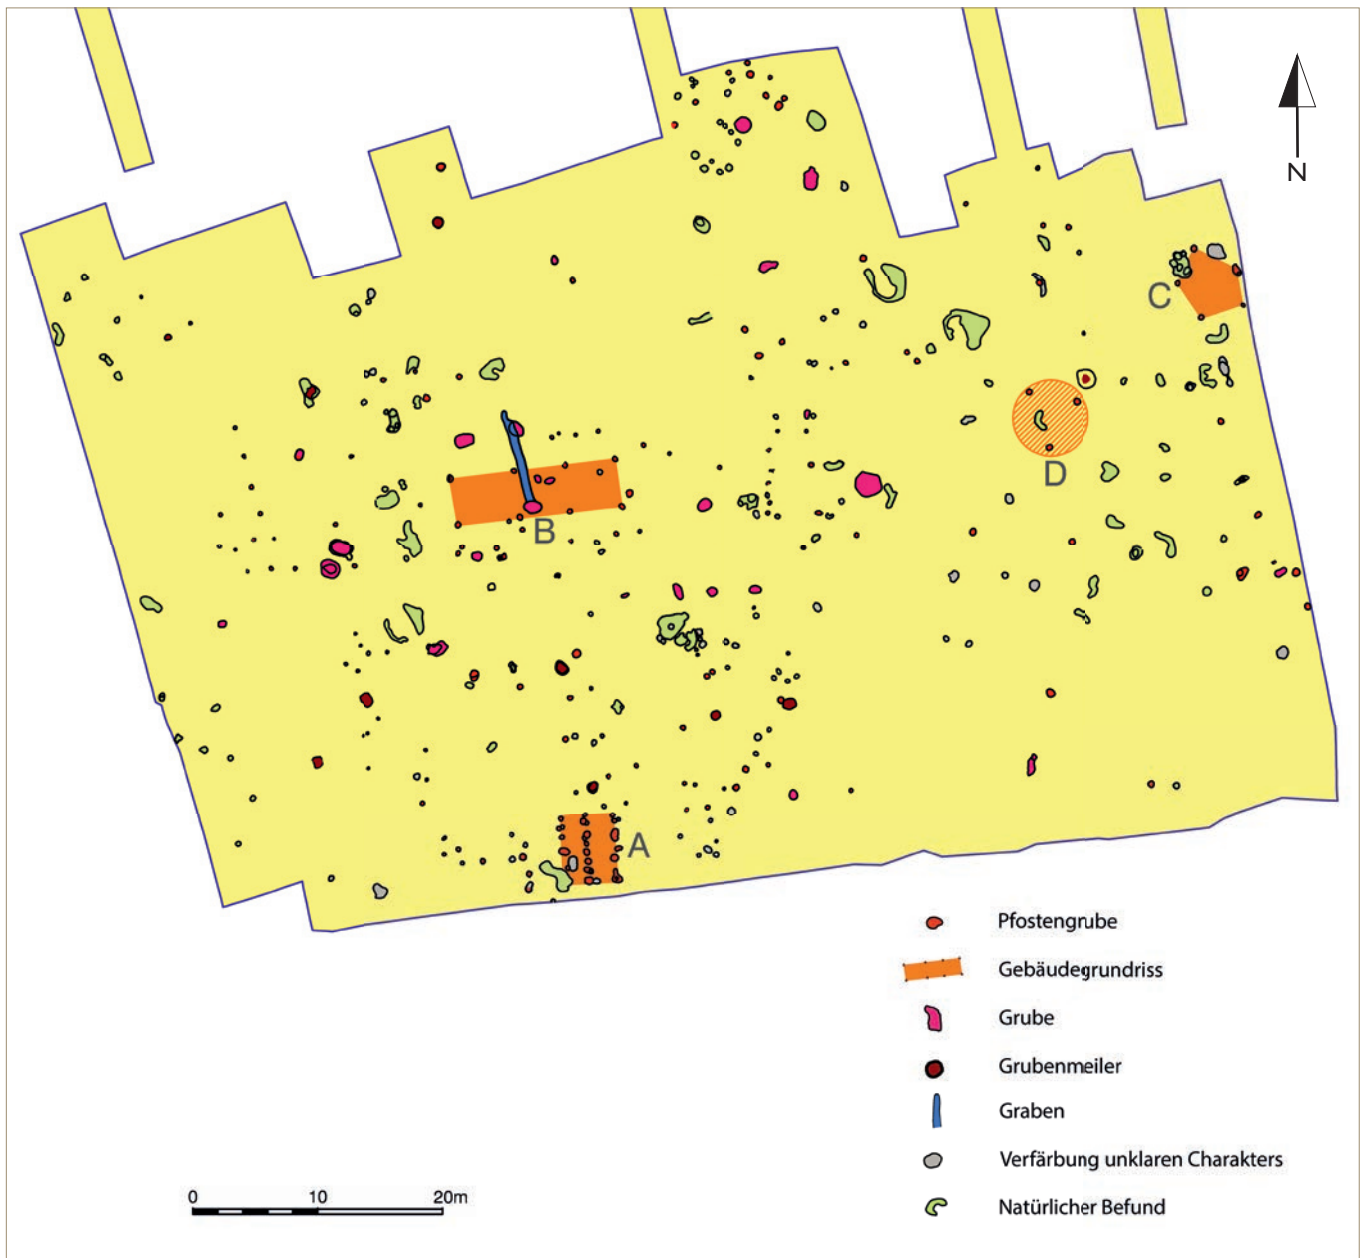 N
C
D
B
A
Pfostengrube
Gebäudegrundriss
Grube
Grubenmeiler
Graben
Verfärbung unklaren Charakters
Natürlicher Befund
0 10 20m